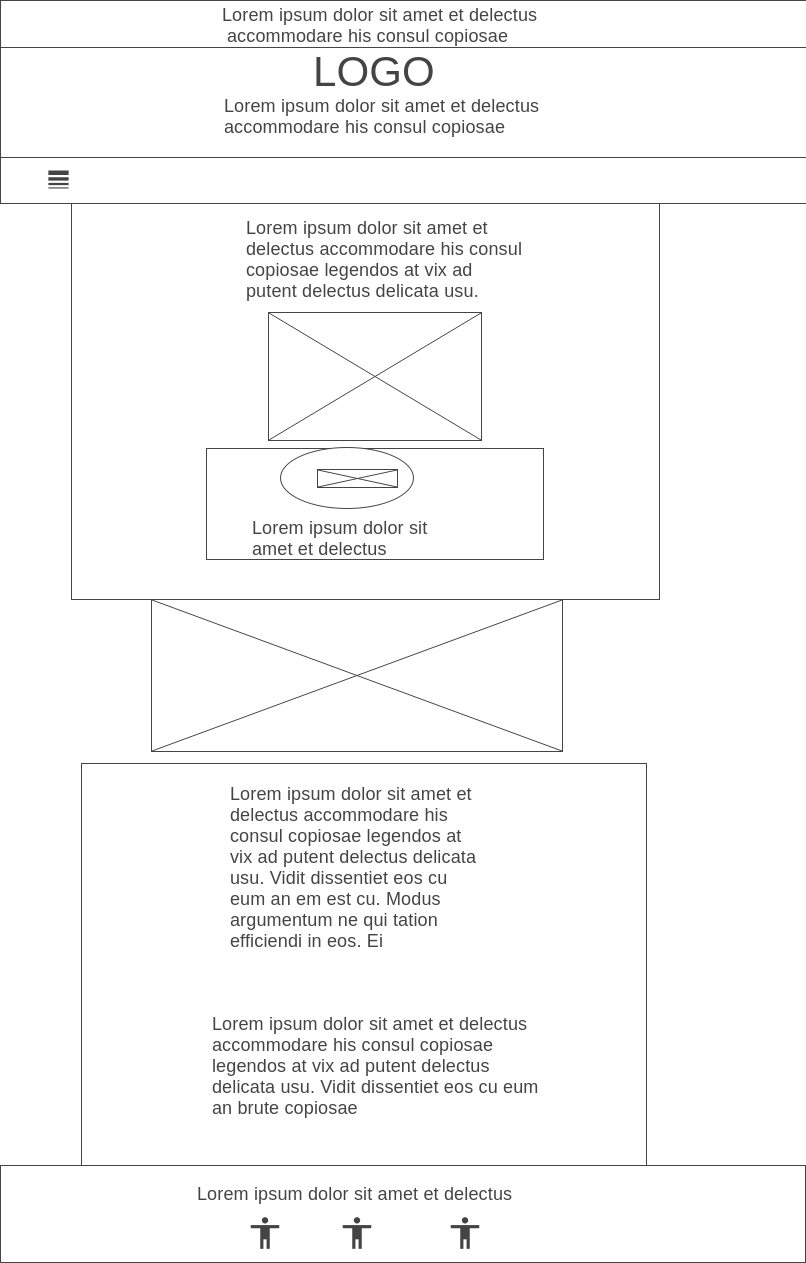 Lorem ipsum dolor sit amet et delectus
accommodare his consul copiosae
LOGO
Lorem ipsum dolor sit amet et delectus
accommodare his consul copiosae
Lorem ipsum dolor sit amet et
delectus accommodare his consul
copiosae legendos at vix ad
putent delectus delicata usu.
Lorem ipsum dolor sit
amet et delectus
Lorem ipsum dolor sit amet et
delectus accommodare his
consul copiosae legendos at
vix ad putent delectus delicata
usu. Vidit dissentiet eos cu
eum an em est cu. Modus
argumentum ne qui tation
efficiendi in eos. Ei
Lorem ipsum dolor sit amet et delectus
accommodare his consul copiosae
legendos at vix ad putent delectus
delicata usu. Vidit dissentiet eos cu eum
an brute copiosae
Lorem ipsum dolor sit amet et delectus